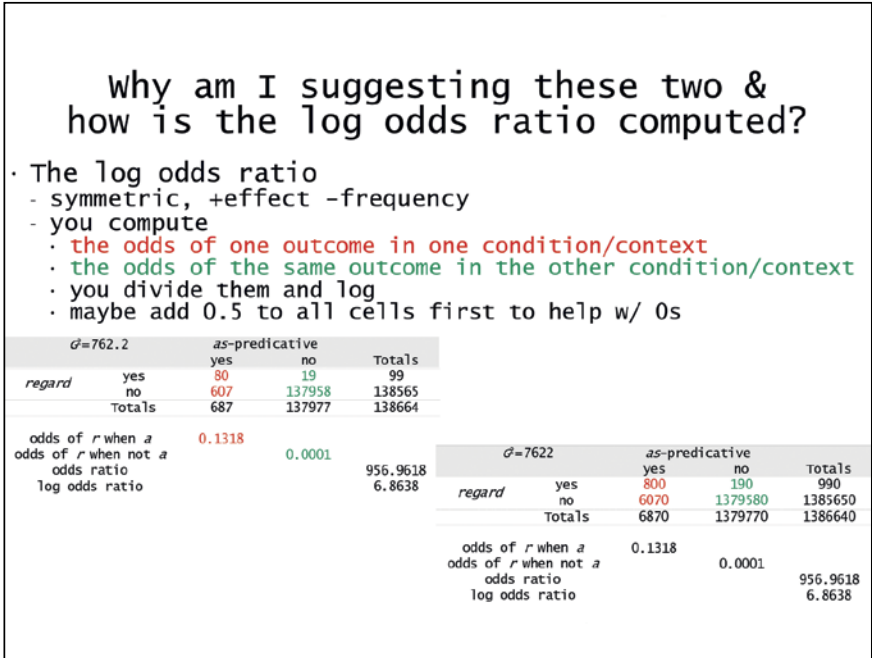 Why am I suggesting these two &
how is the log odds ratio computed?
· The log odds ratio
- symmetric, +effect –frequency
- you compute
· the odds of one outcome in one condition/context
· the odds of the same outcome in the other condition/context
· you divide them and log
· maybe add 0.5 to all cells first to help w/ 0s
G²=762.2 as-predicative
yes no Totals
regard yes 80 19 99
no 607 137958 138565
Totals 687 137977 138664
odds of r when a 0.1318
odds of r when not a 0.0001
odds ratio 956.9618
log odds ratio 6.8638
G²=7622 as-predicative
yes no Totals
regard yes 800 190 990
no 6070 1379580 1385650
Totals 6870 1379770 1386640
odds of r when a 0.1318
odds of r when not a 0.0001
odds ratio 956.9618
log odds ratio 6.8638